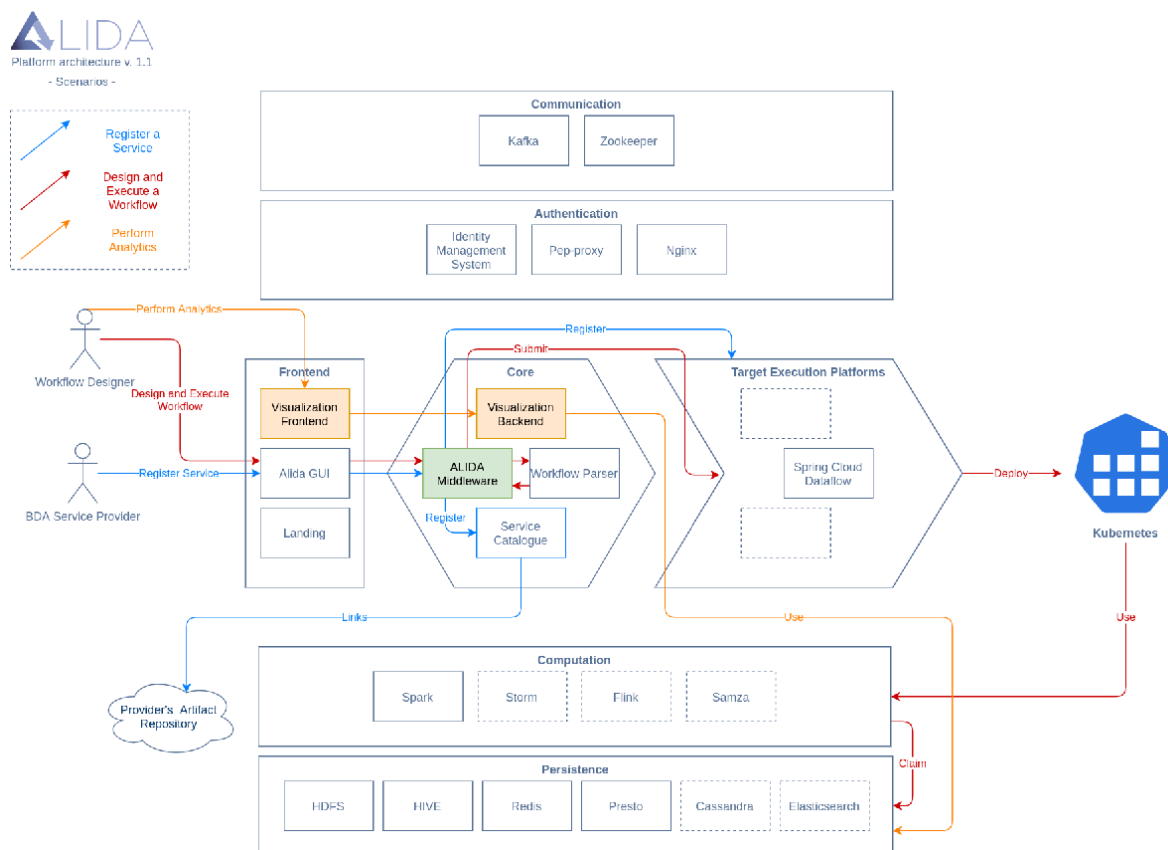 ALIDA
Platform architecture v. 1.1
- Scenarios -
Register a
Service
Design and
Execute a
Workflow
Perform
Analytics
Communication
Kafka
Zookeeper
Authentication
Identity
Management
System
Pep-proxy
Nginx
Perform Analytics
Workflow Designer
Design and Execute
Workflow
Register Service
BDA Service Provider
Frontend
Visualization
Frontend
Alida GUI
Landing
Register
Submit
Core
Visualization
Backend
ALIDA
Middleware
Workflow Parser
Register
Service
Catalogue
Target Execution Platforms
Spring Cloud
Dataflow
Deploy
Kubernetes
Links
Use
Use
Provider's Artifact
Repository
Computation
Spark
Storm
Flink
Samza
Claim
Persistence
HDFS
HIVE
Redis
Presto
Cassandra
Elasticsearch